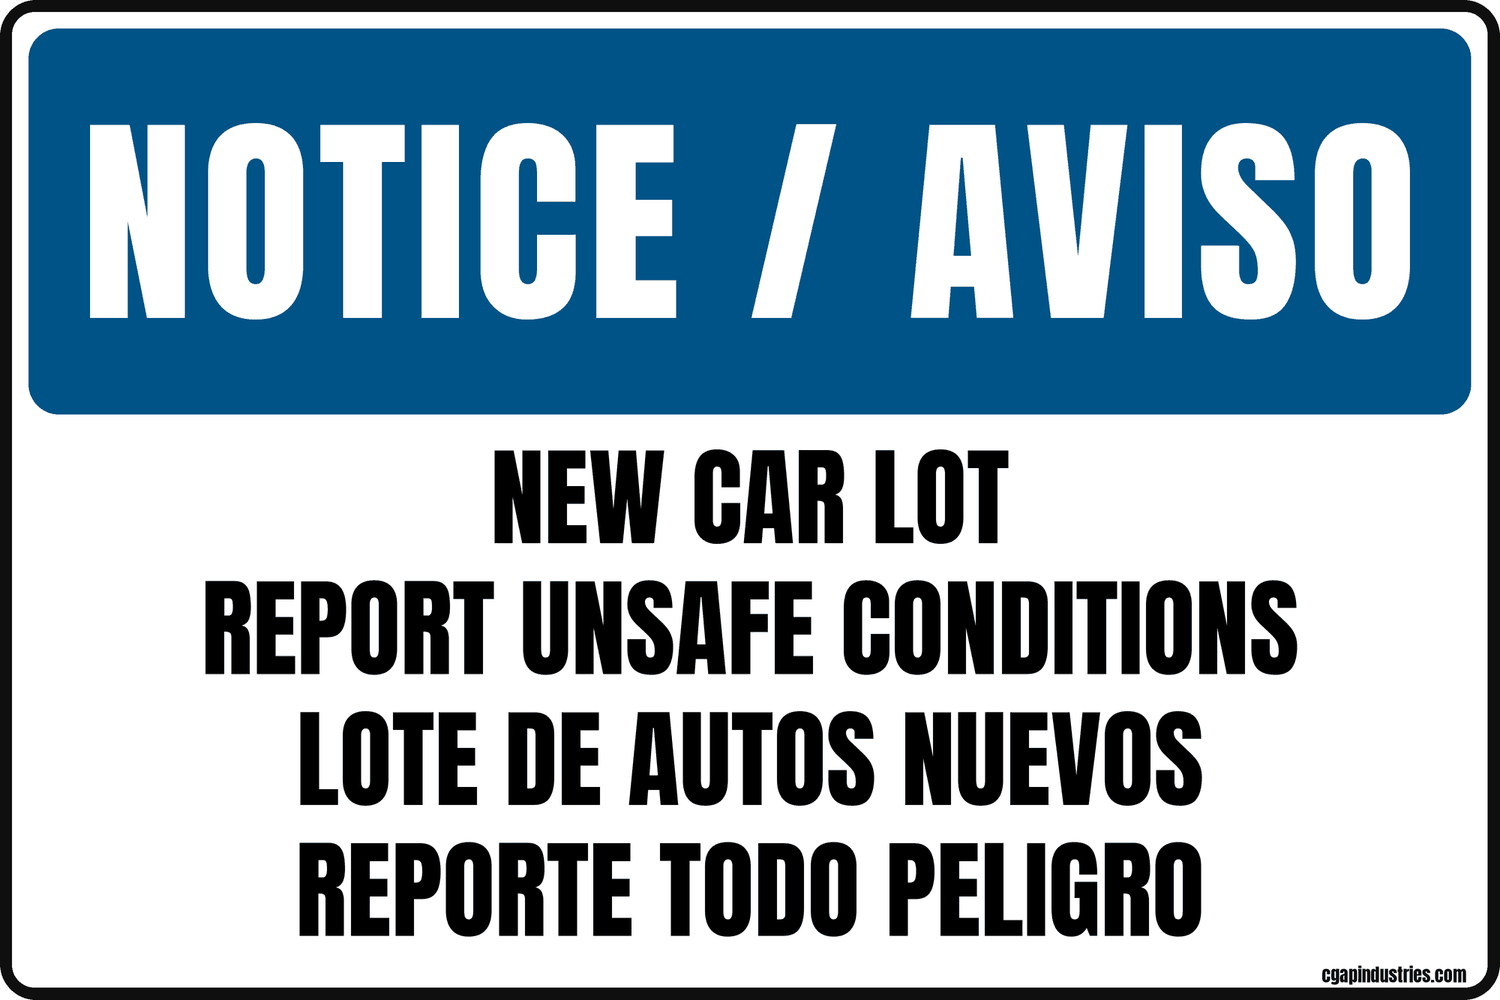 NOTICE / AVISO
NEW CAR LOT
REPORT UNSAFE CONDITIONS
LOTE DE AUTOS NUEVOS
REPORTE TODO PELIGRO
cgapindustries.com